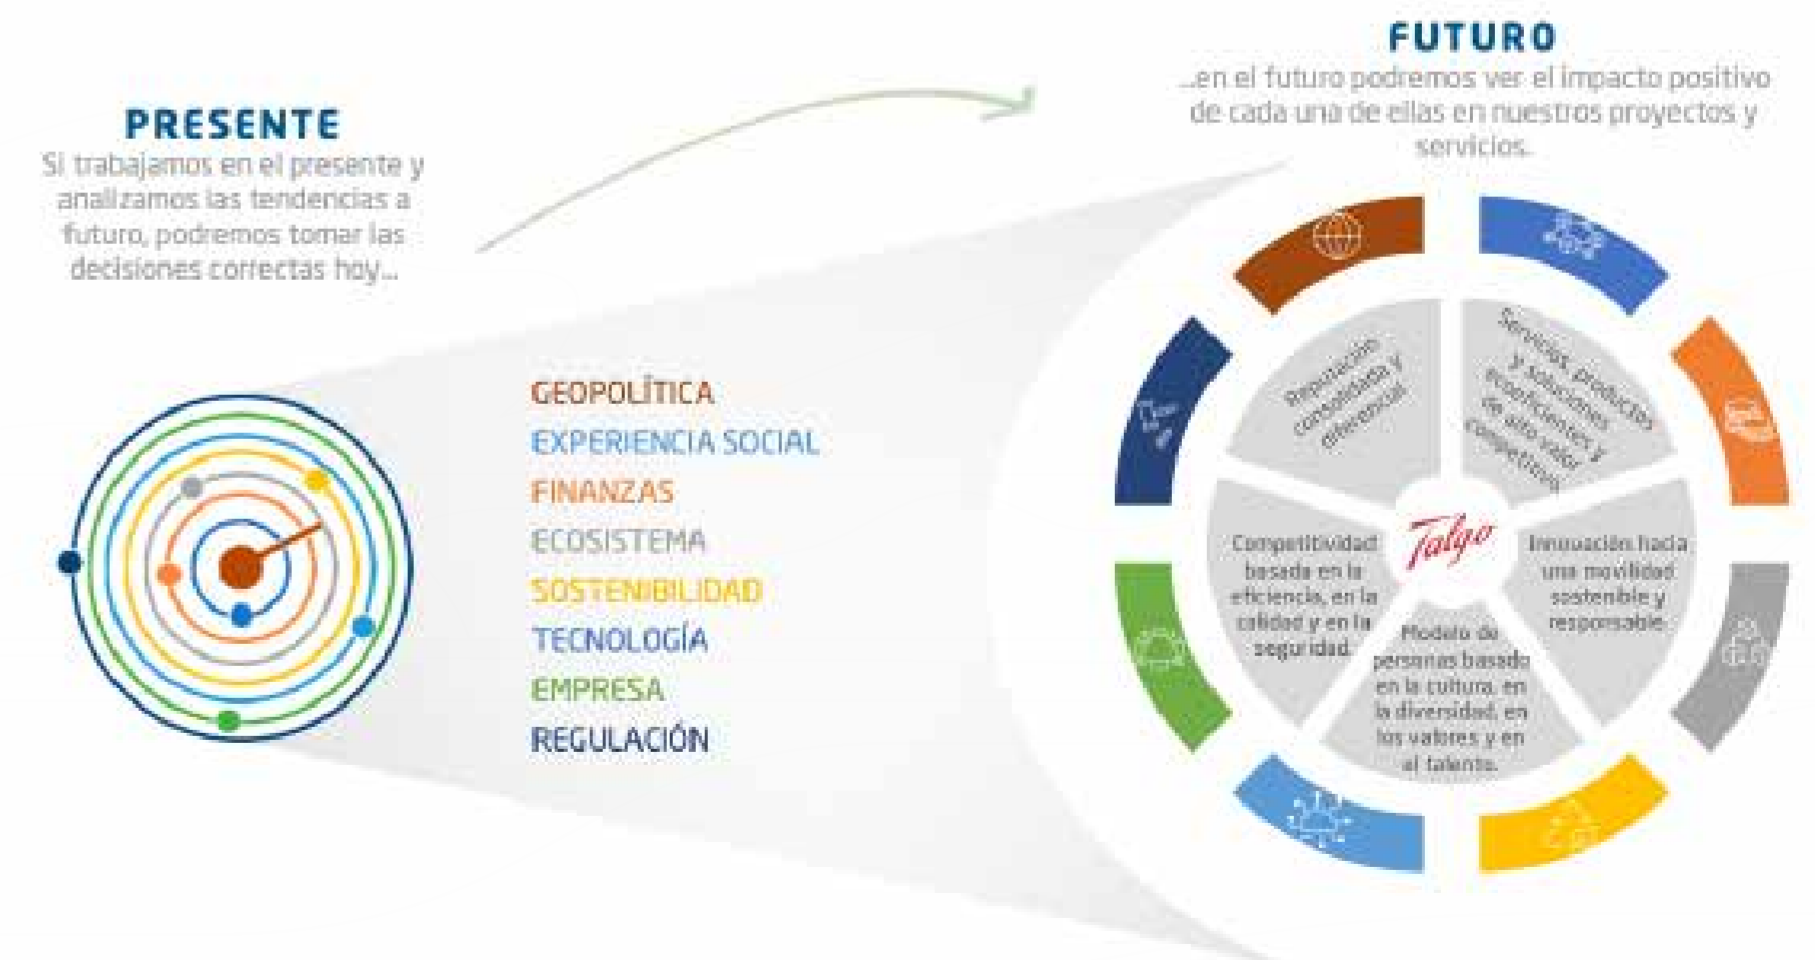 PRESENTE
Si trabajamos en el presente y
analizamos las tendencias a
futuro, podremos tomar las
decisiones correctas hoy...
FUTURO
...en el futuro podremos ver el impacto positivo
de cada una de ellas en nuestros proyectos y
servicios.
GEOPOLÍTICA
EXPERIENCIA SOCIAL
FINANZAS
ECOSISTEMA
SOSTENIBILIDAD
TECNOLOGÍA
EMPRESA
REGULACIÓN
Reputación
consolidada y
diferencial
Servicios, productos
y soluciones
ecoeficientes y
de alto valor
competitivo
Competitividad
basada en la
eficiencia, en la
calidad y en la
seguridad.
Talgo
Innovación hacia
una movilidad
sostenible y
responsable.
Modelo de
personas basado
en la cultura, en
la diversidad, en
los valores y en
el talento.